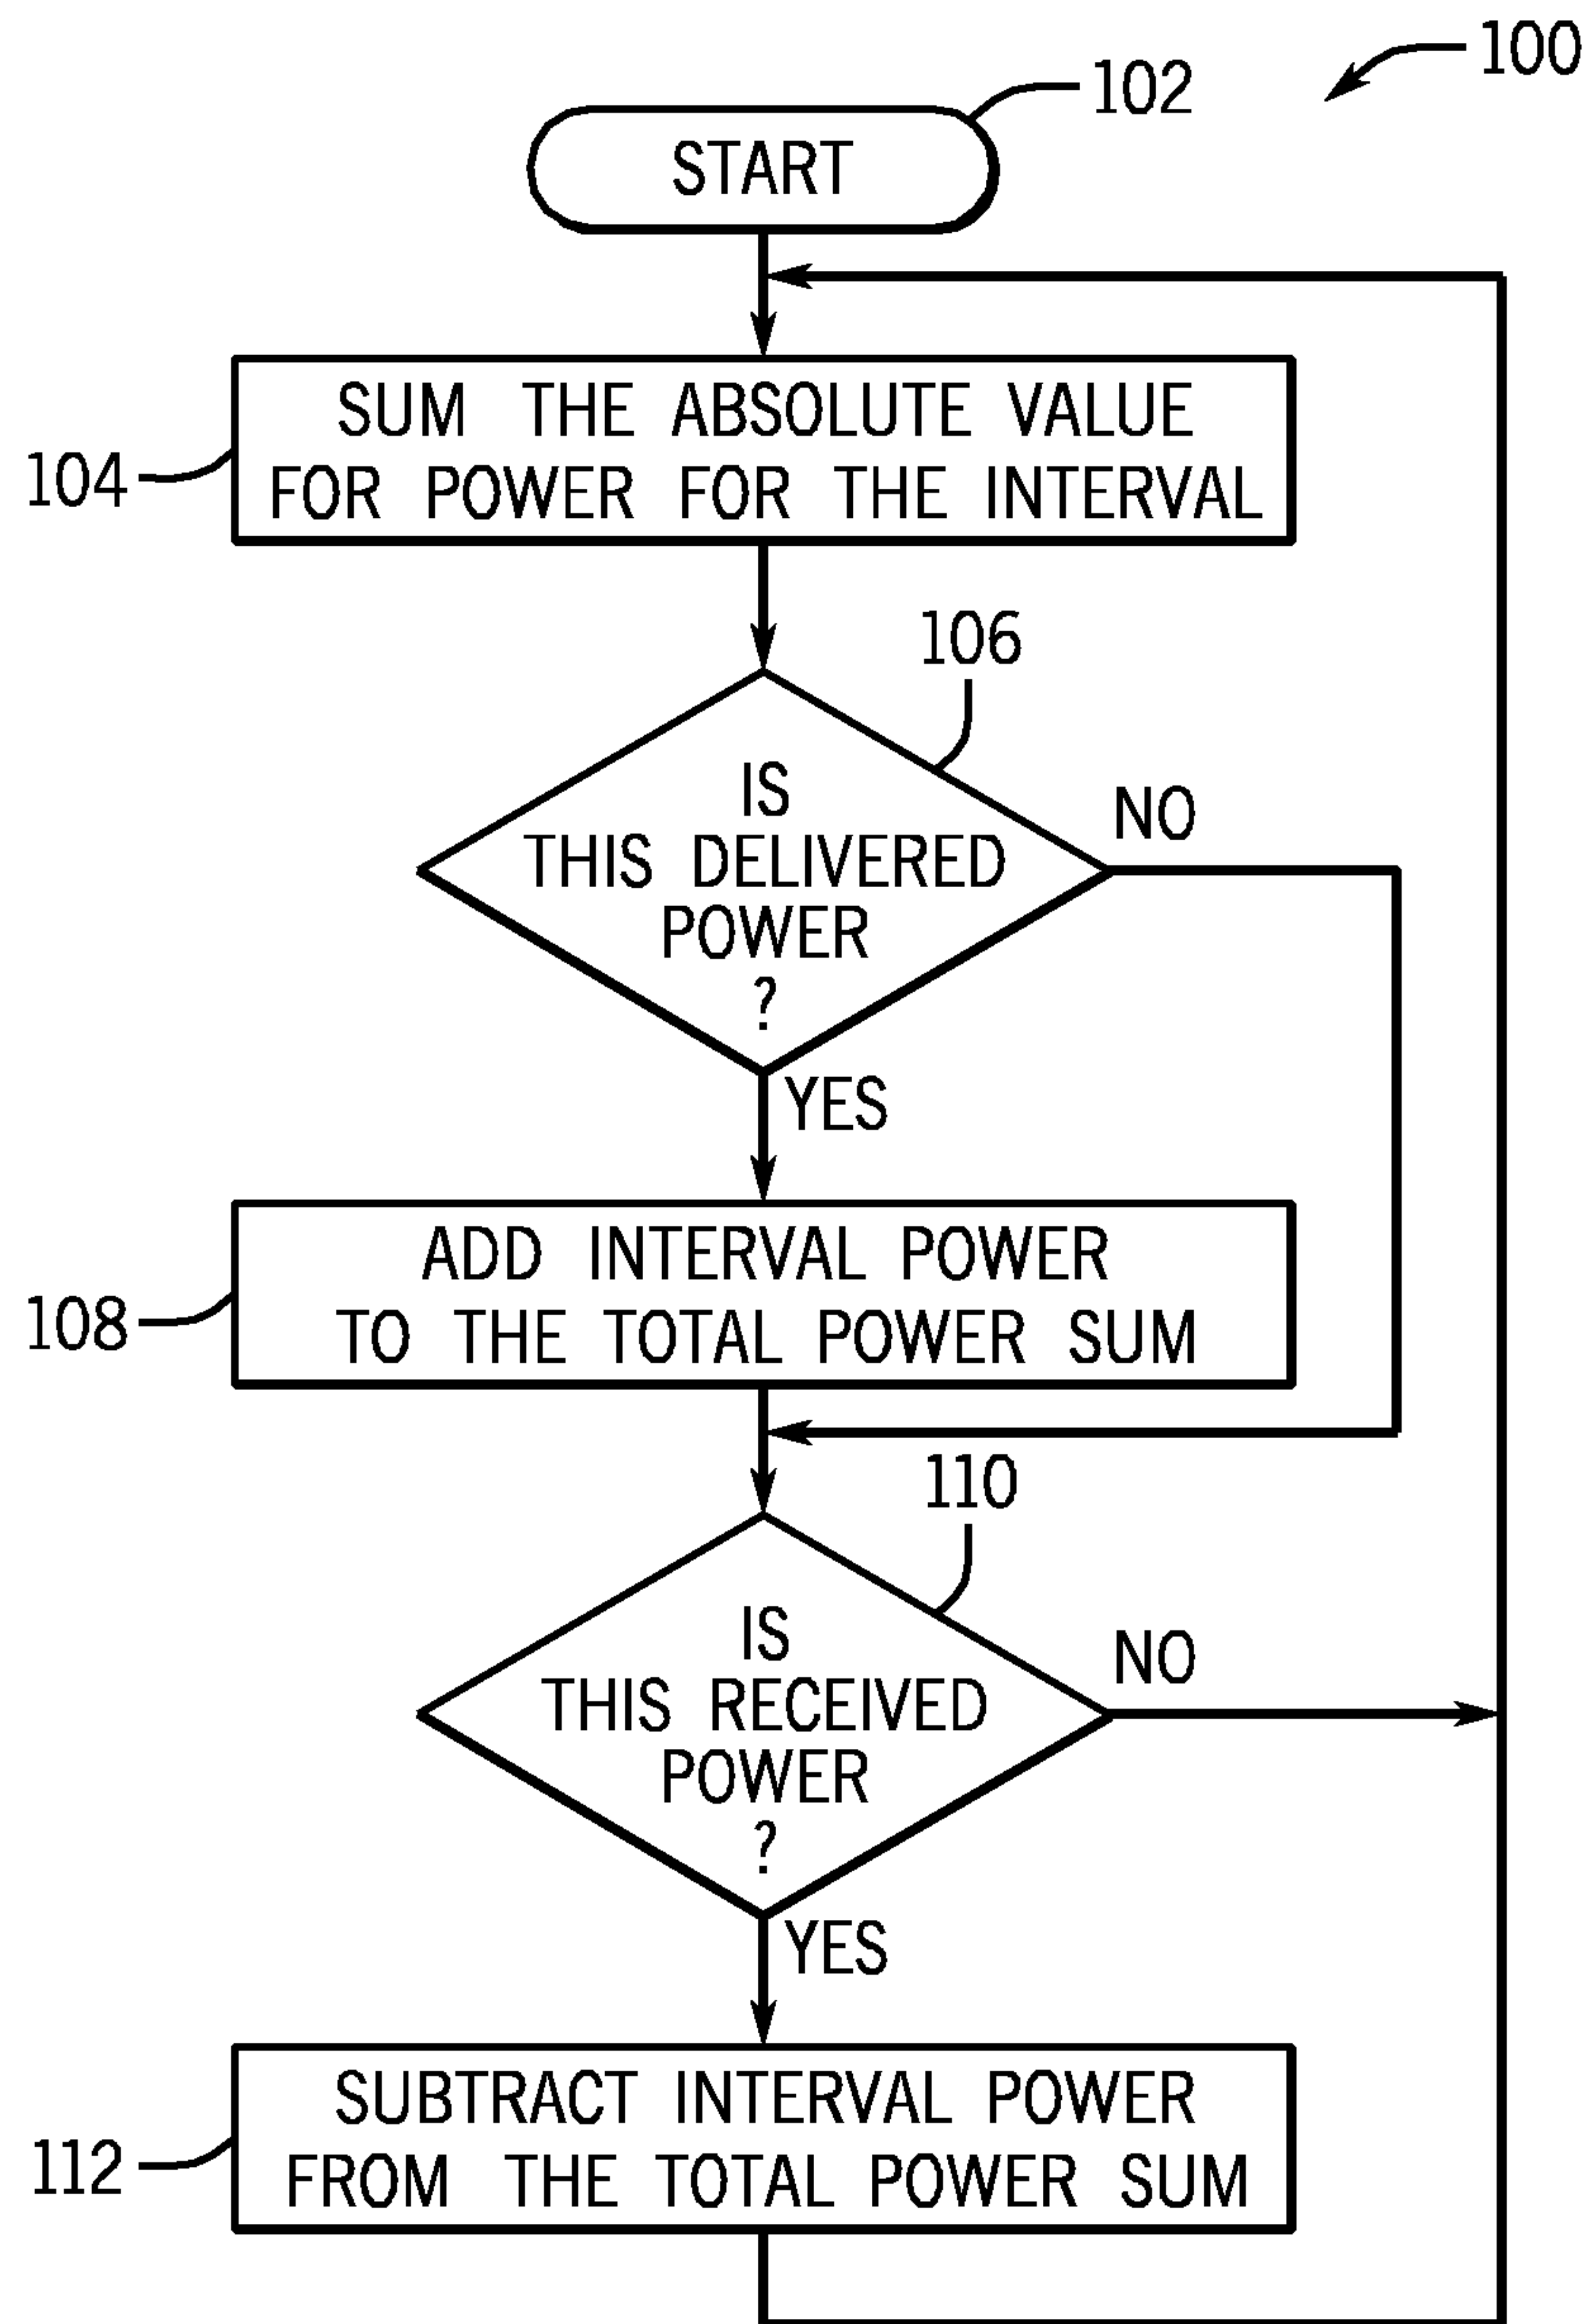 100
102
START
SUM THE ABSOLUTE VALUE
FOR POWER FOR THE INTERVAL
104
106
IS
THIS DELIVERED
POWER
?
NO
YES
ADD INTERVAL POWER
TO THE TOTAL POWER SUM
108
110
IS
THIS RECEIVED
POWER
?
NO
YES
SUBTRACT INTERVAL POWER
FROM THE TOTAL POWER SUM
112